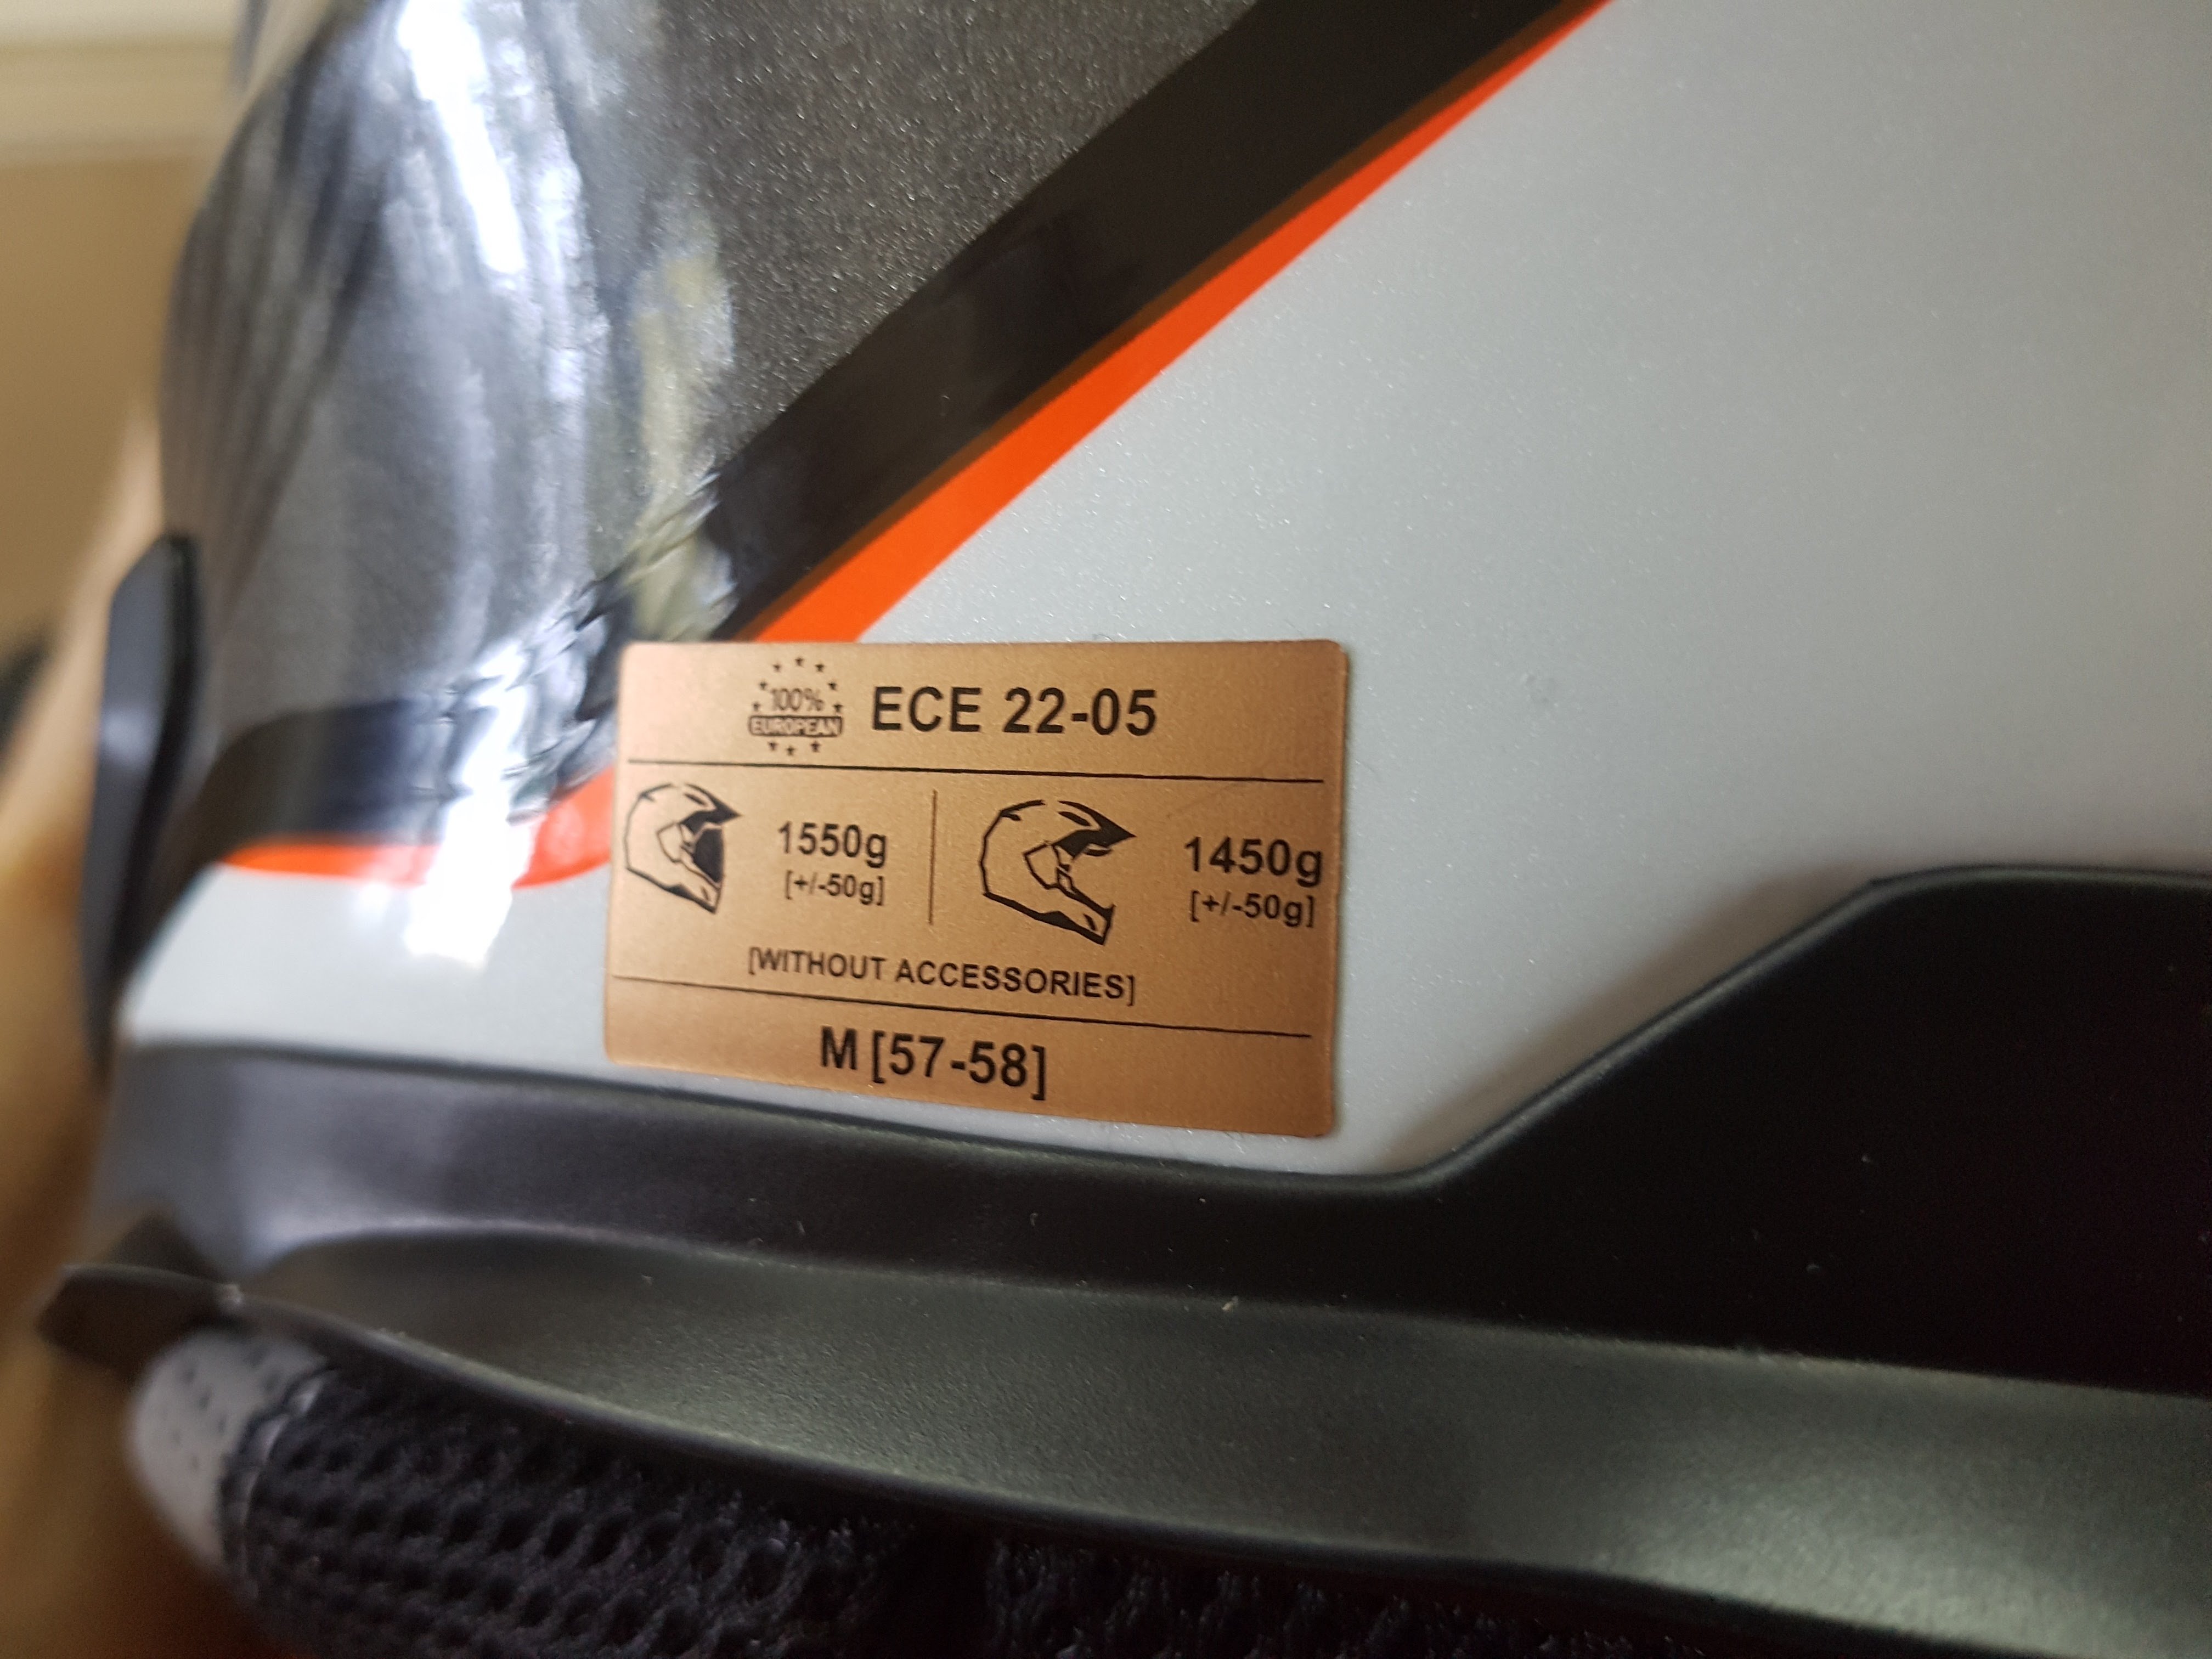 100%
EUROPEAN
ECE 22-05
1550g
[+/-50g]
1450g
[+/-50g]
[WITHOUT ACCESSORIES]
M [57-58]